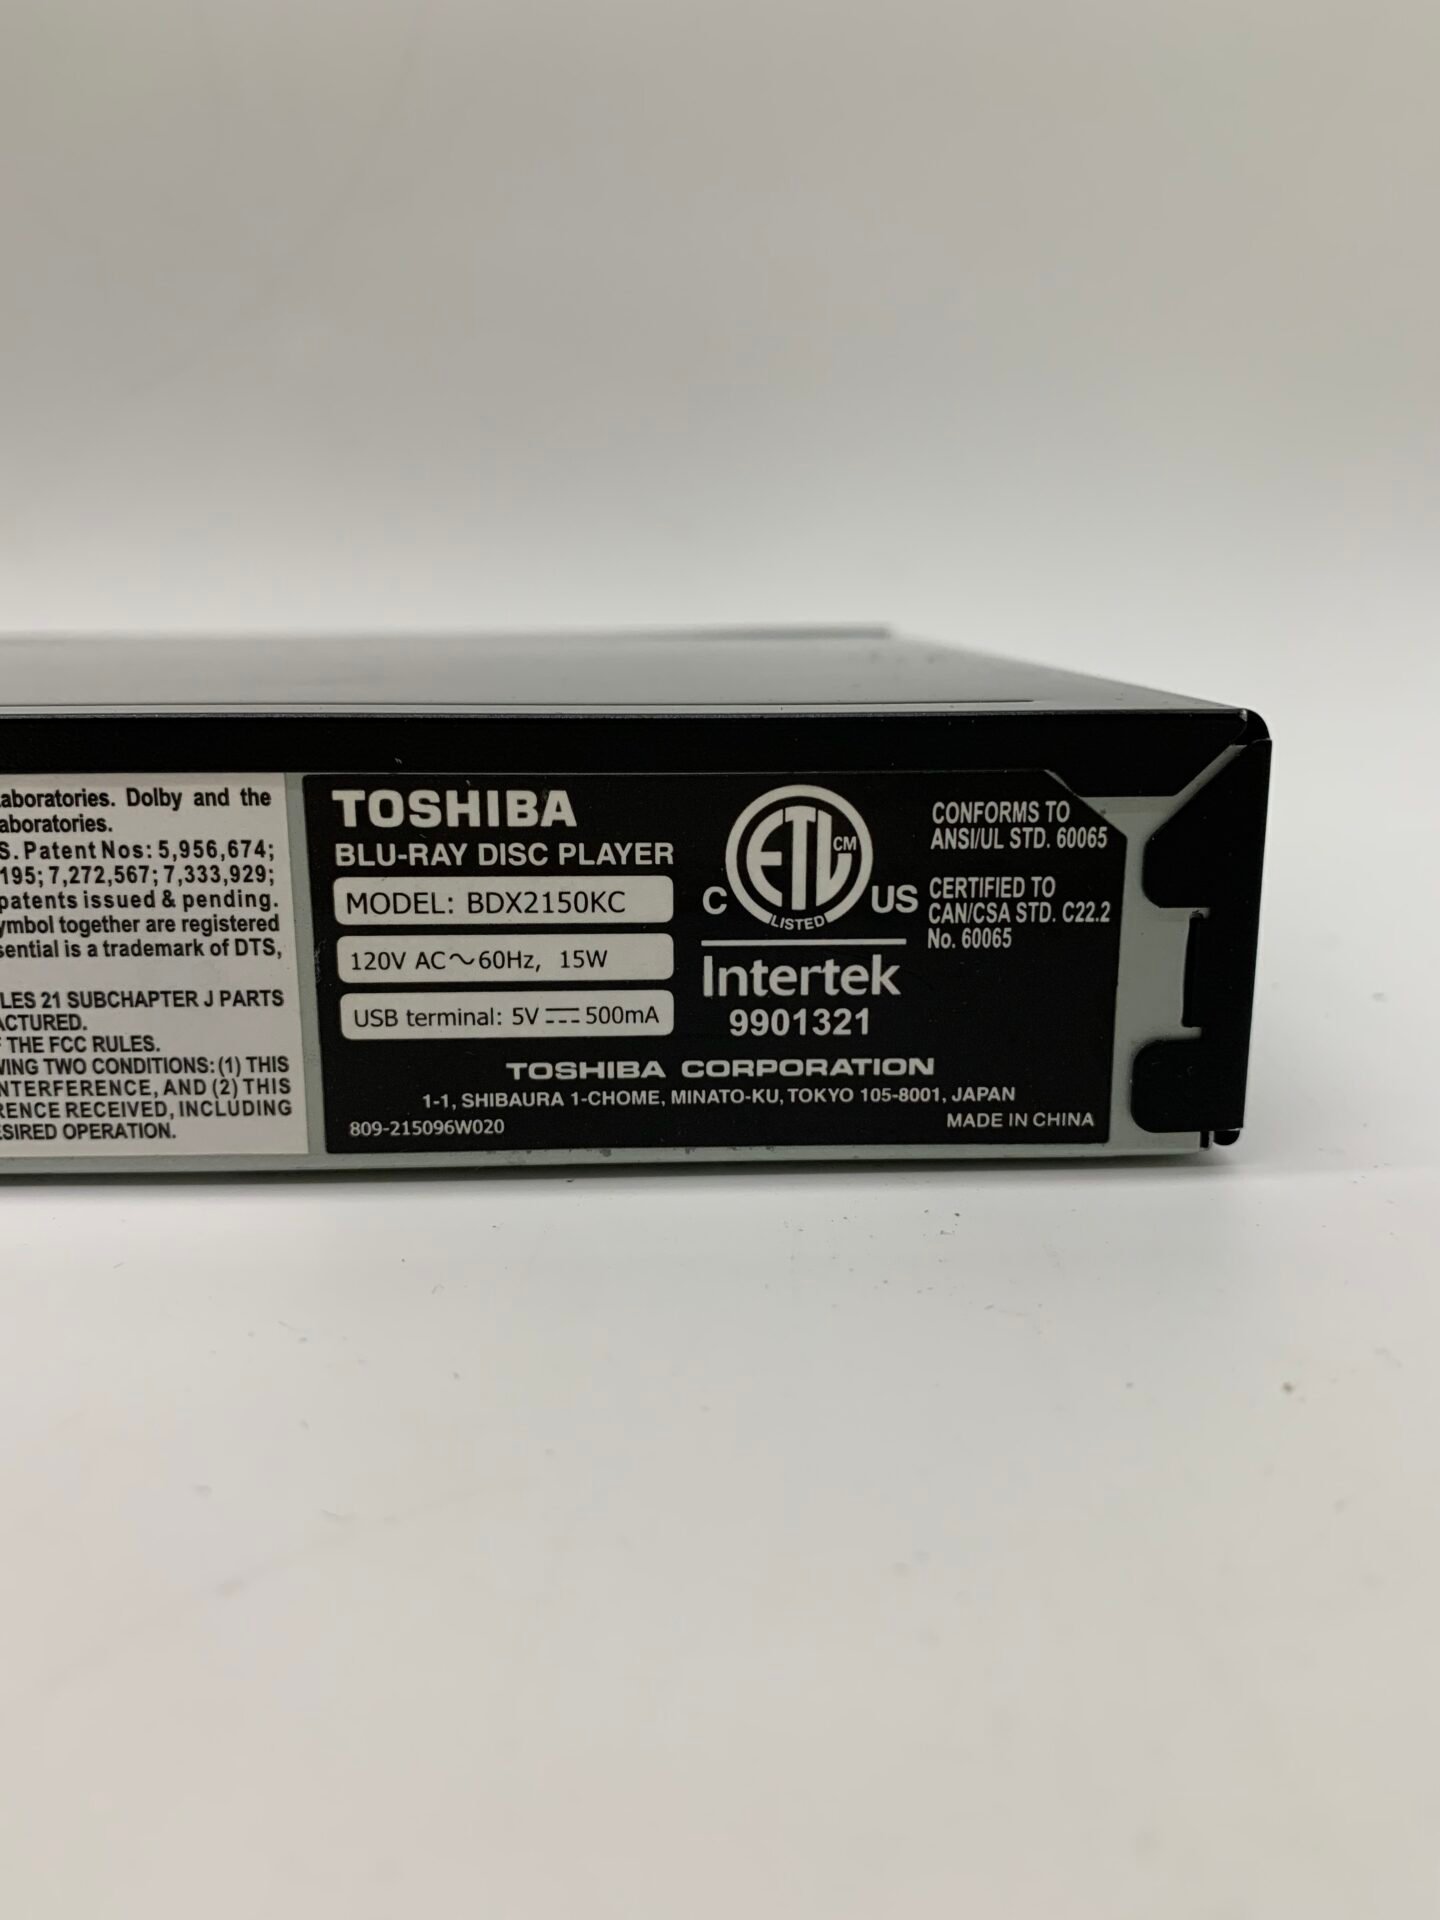 aboratories. Dolby and the
aboratories.
S. Patent Nos: 5,956,674;
195; 7,272,567; 7,333,929;
patents issued & pending.
ymbol together are registered
sential is a trademark of DTS,
LES 21 SUBCHAPTER J PARTS
ACTURED.
THE FCC RULES.
WING TWO CONDITIONS: (1) THIS
NTERFERENCE, AND (2) THIS
RENCE RECEIVED, INCLUDING
ESIRED OPERATION.
TOSHIBA
BLU-RAY DISC PLAYER
MODEL: BDX2150KC
120V AC～60Hz, 15W
USB terminal: 5V⎓500mA
ETL CM
C US
LISTED
Intertek
9901321
CONFORMS TO
ANSI/UL STD. 60065
CERTIFIED TO
CAN/CSA STD. C22.2
No. 60065
TOSHIBA CORPORATION
1-1, SHIBAURA 1-CHOME, MINATO-KU, TOKYO 105-8001, JAPAN
809-215096W020
MADE IN CHINA